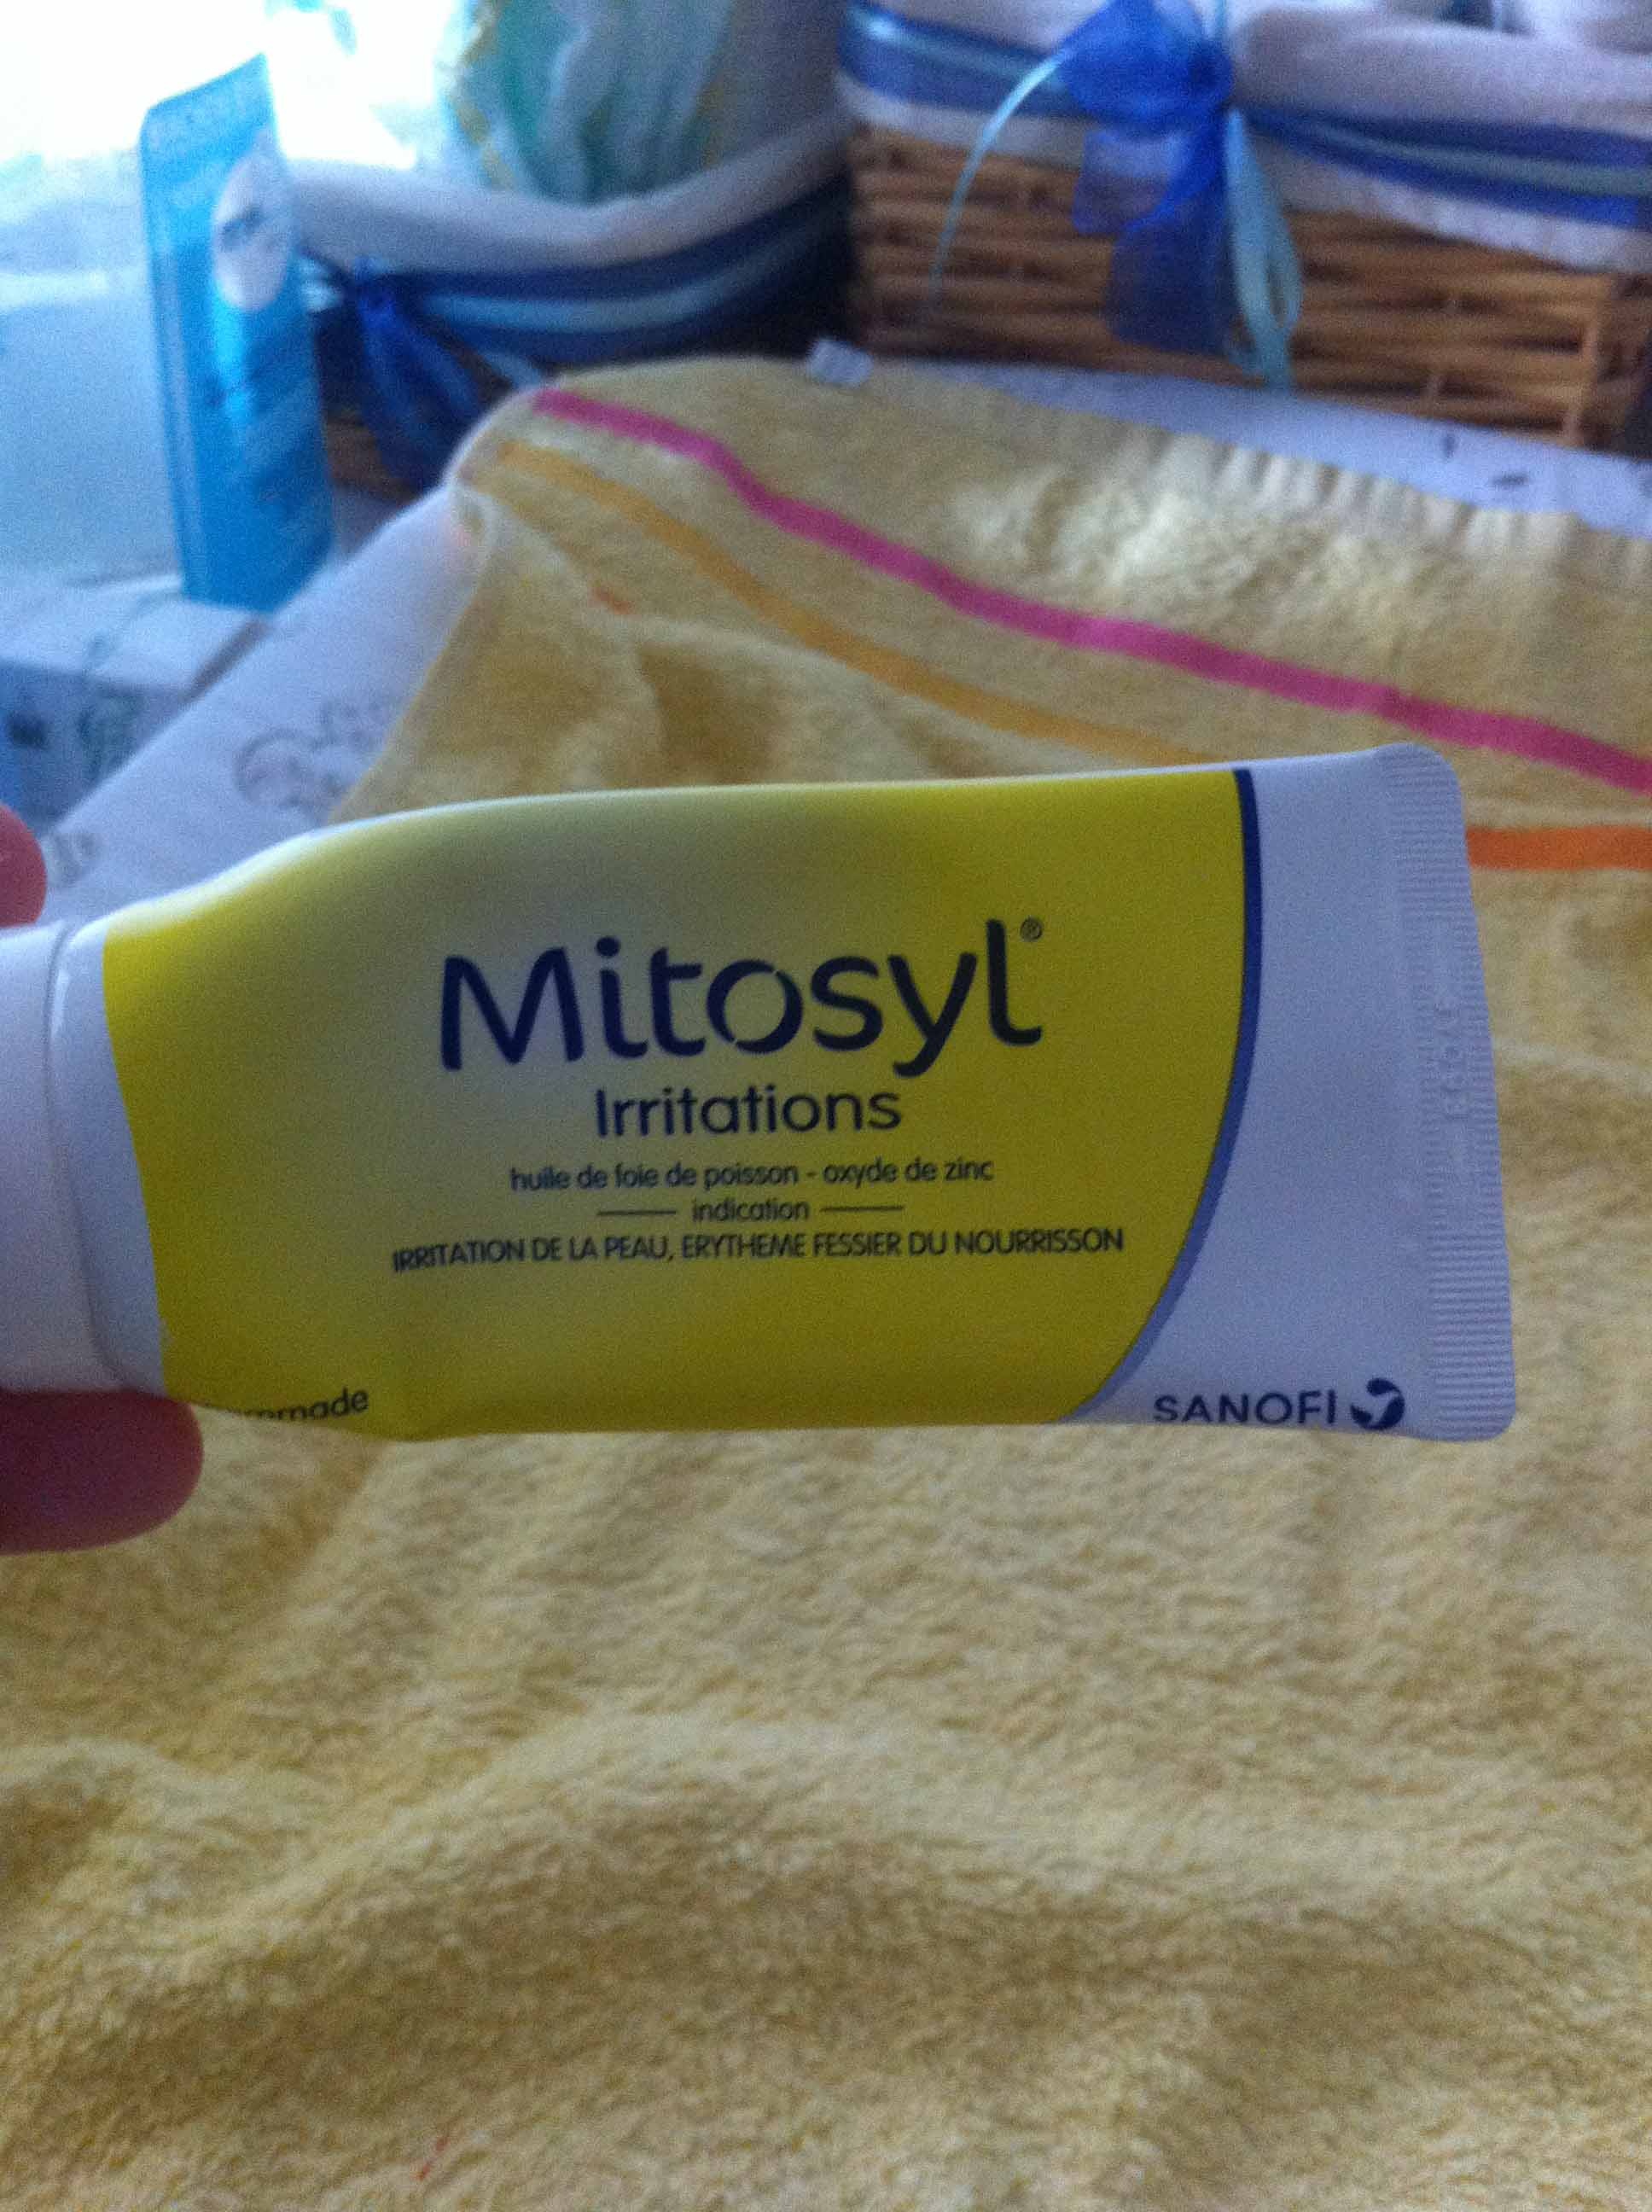 Mitosyl®
Irritations
huile de foie de poisson - oxyde de zinc
indication
IRRITATION DE LA PEAU, ERYTHEME FESSIER DU NOURRISSON
SANOFI